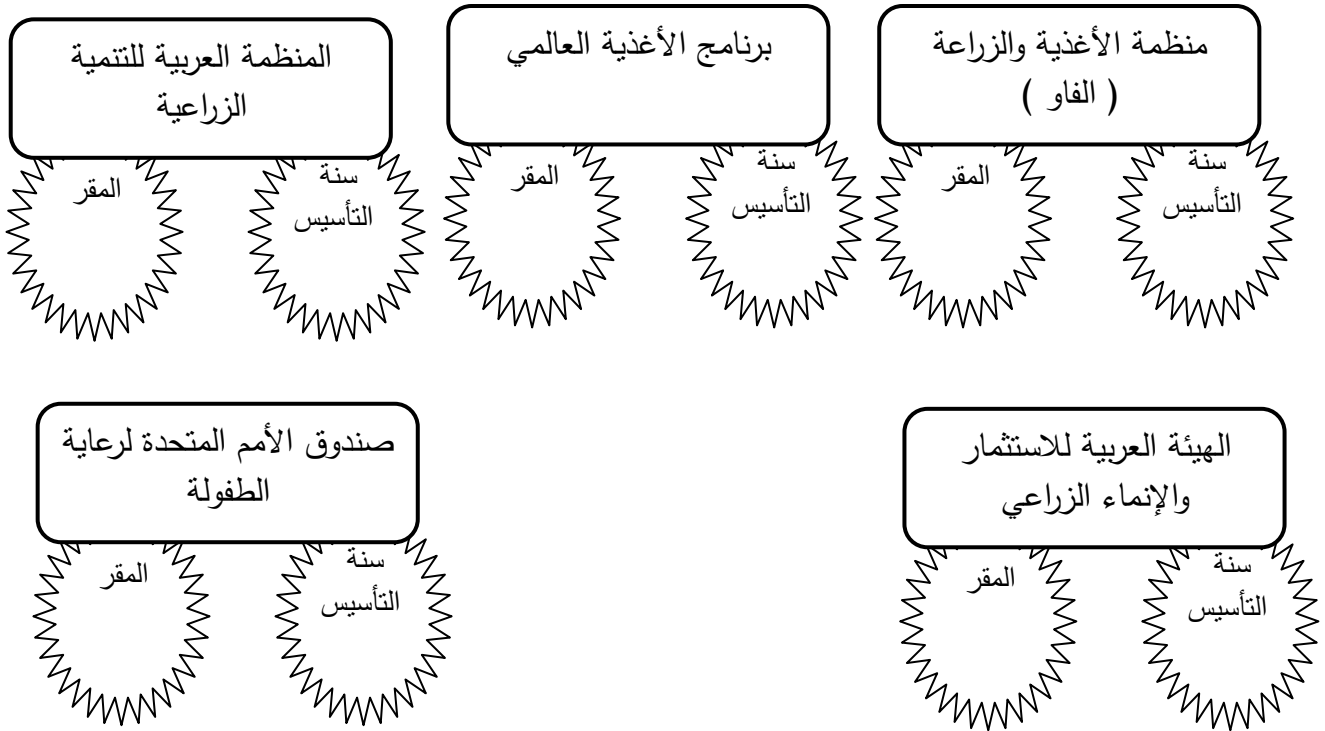 منظمة الأغذية والزراعة
( الفاو )
سنة
التأسيس
المقر
برنامج الأغذية العالمي
سنة
التأسيس
المقر
المنظمة العربية للتنمية
الزراعية
سنة
التأسيس
المقر
الهيئة العربية للاستثمار
والإنماء الزراعي
سنة
التأسيس
المقر
صندوق الأمم المتحدة لرعاية
الطفولة
سنة
التأسيس
المقر